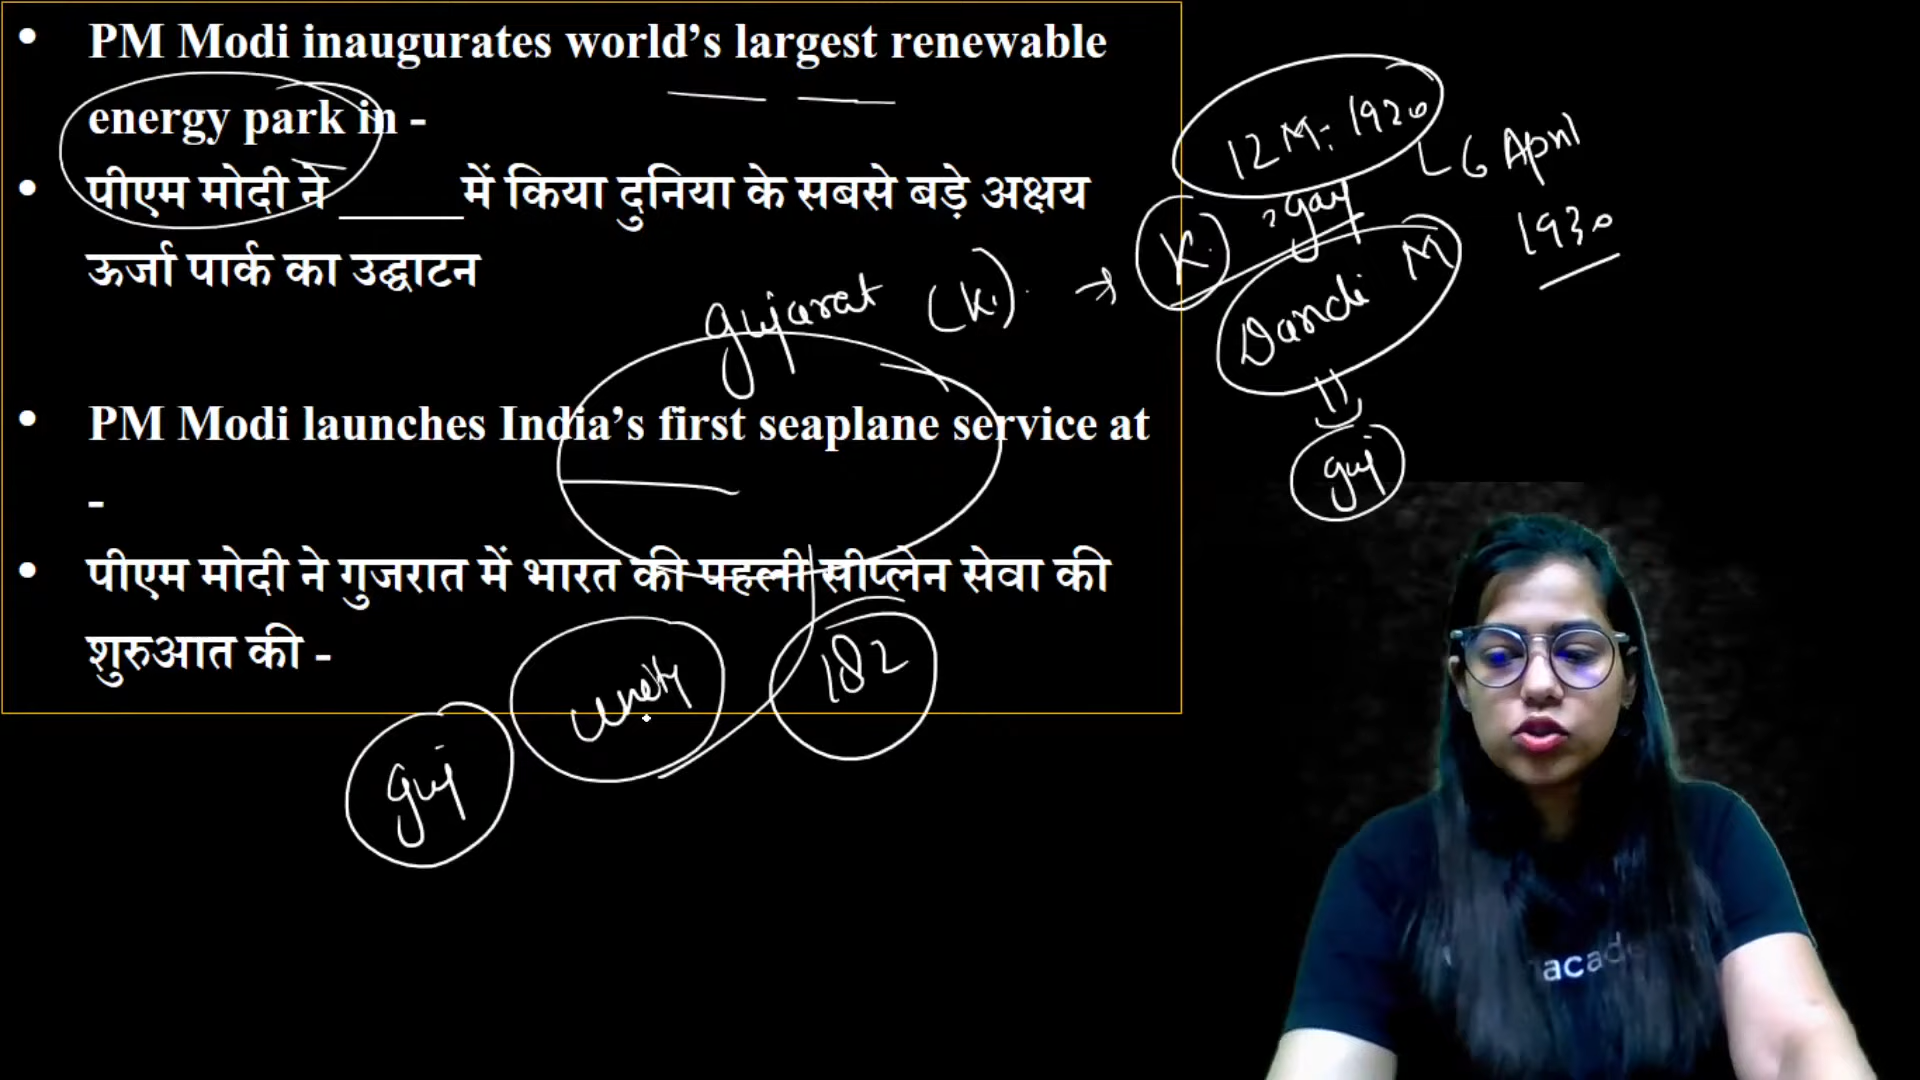 • PM Modi inaugurates world’s largest renewable
energy park in -
• पीएम मोदी ने _____में किया दुनिया के सबसे बड़े अक्षय
ऊर्जा पार्क का उद्घाटन
• PM Modi launches India’s first seaplane service at
-
• पीएम मोदी ने गुजरात में भारत की पहली सीप्लेन सेवा की
शुरुआत की -
12 M: 1920
6 April
1930
K.
Gujarat (K).
Dandi M
guj
unity
182
guj
acad